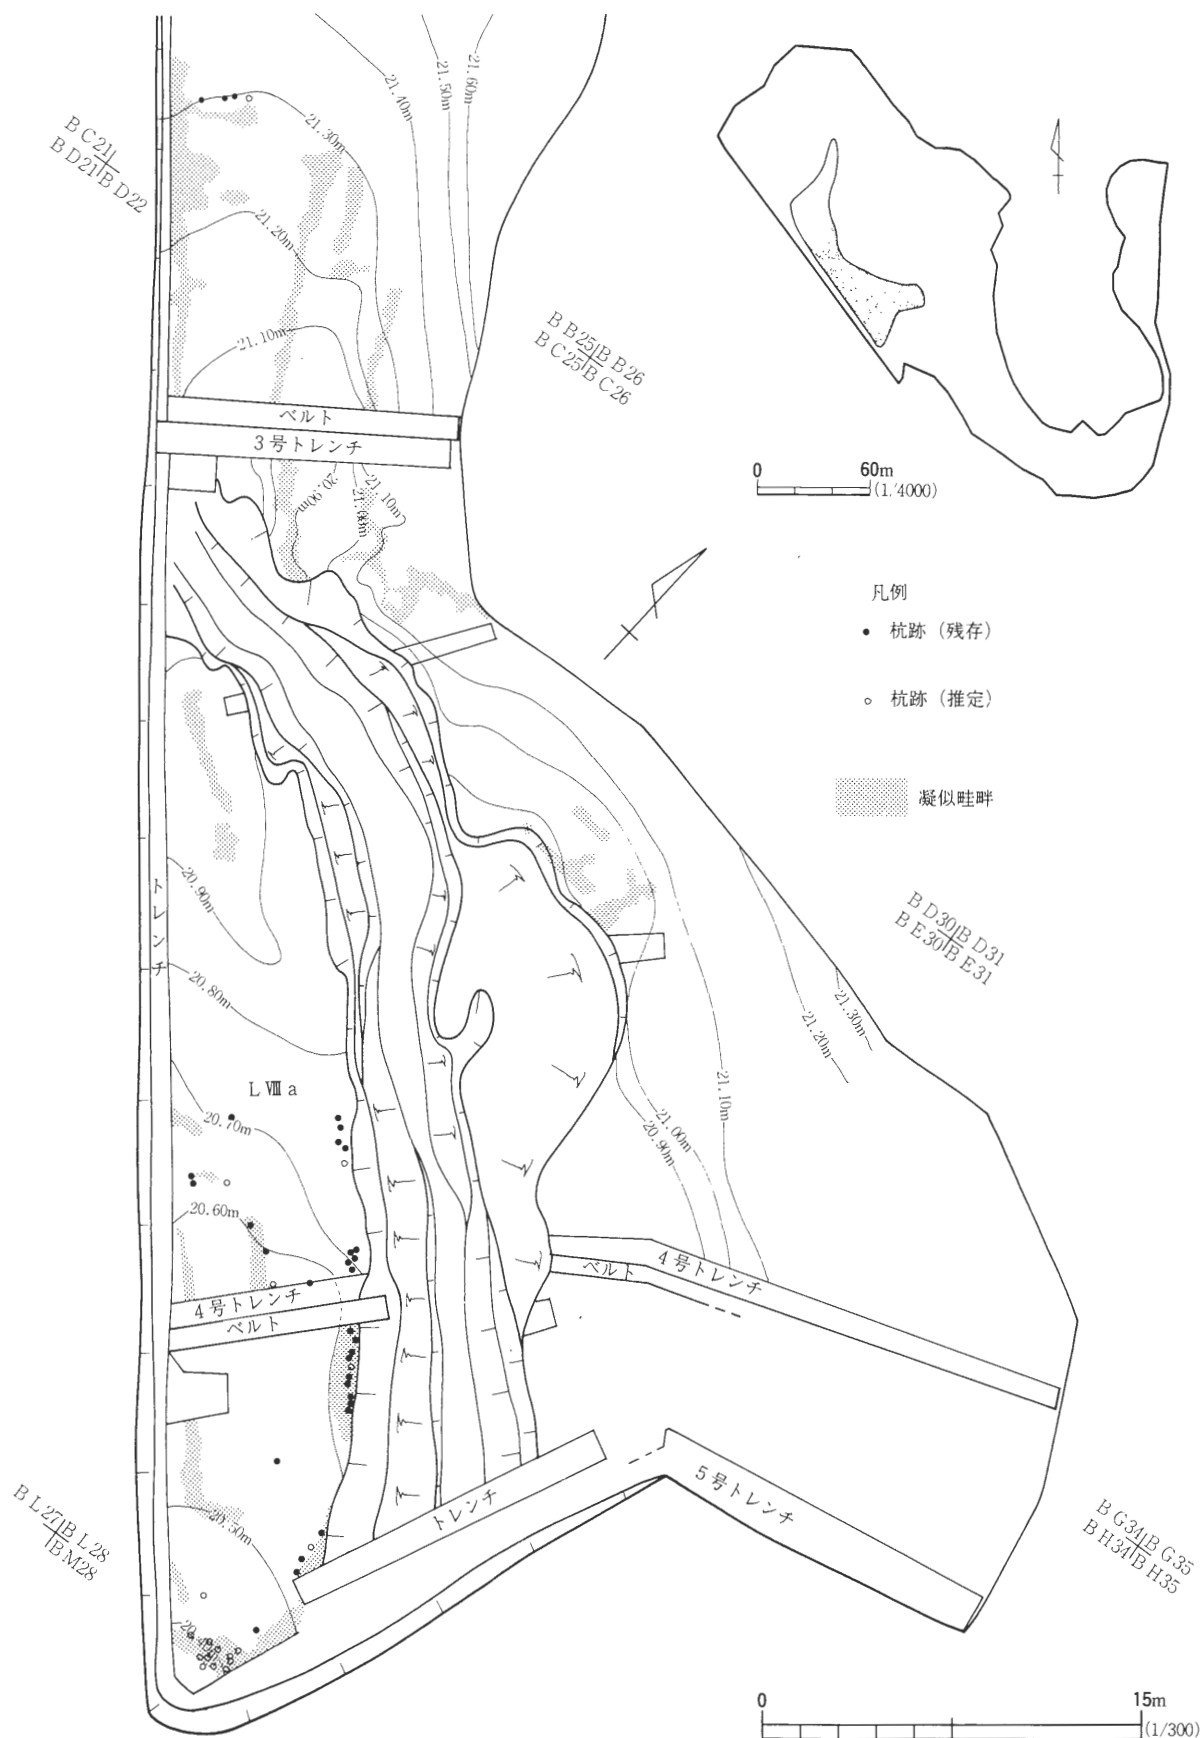 21.60m
21.50m
21.40m
21.30m
B C21
B D21 B D22
21.20m
21.10m
B B25 B B26
B C25 B C26
ベルト
3号トレンチ
20.90m
21.00m
21.10m
0 60m
(1/4000)
凡例
杭跡（残存）
杭跡（推定）
凝似畦畔
トレンチ
20.90m
20.80m
B D30 B D31
B E30 B E31
21.30m
21.20m
21.10m
21.00m
20.90m
L Ⅷ a
20.70m
20.60m
4号トレンチ
ベルト
4号トレンチ
ベルト
5号トレンチ
トレンチ
20.50m
B L27 B L28
B M28
B G34 B G35
B H34 B H35
0 15m
(1/300)